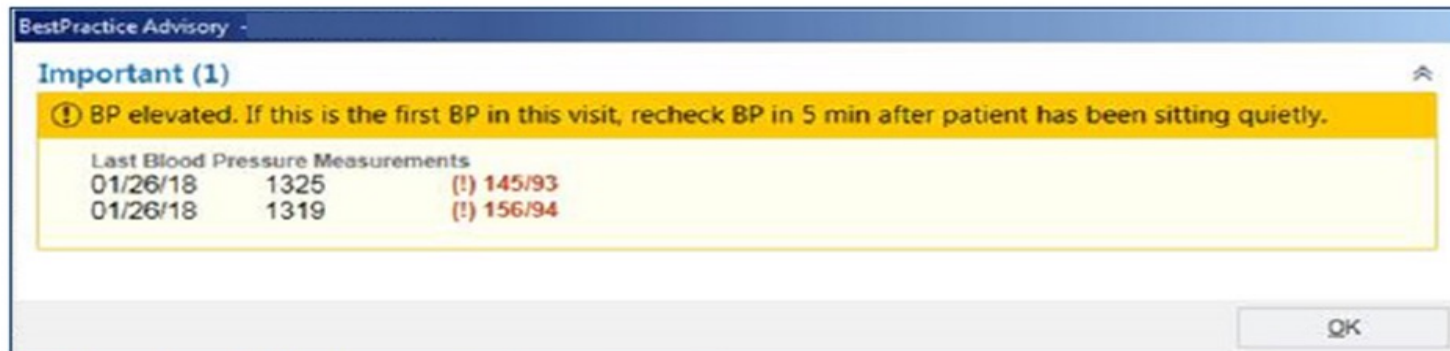 BestPractice Advisory -
Important (1)
BP elevated. If this is the first BP in this visit, recheck BP in 5 min after patient has been sitting quietly.
Last Blood Pressure Measurements
01/26/18 1325 (!) 145/93
01/26/18 1319 (!) 156/94
OK